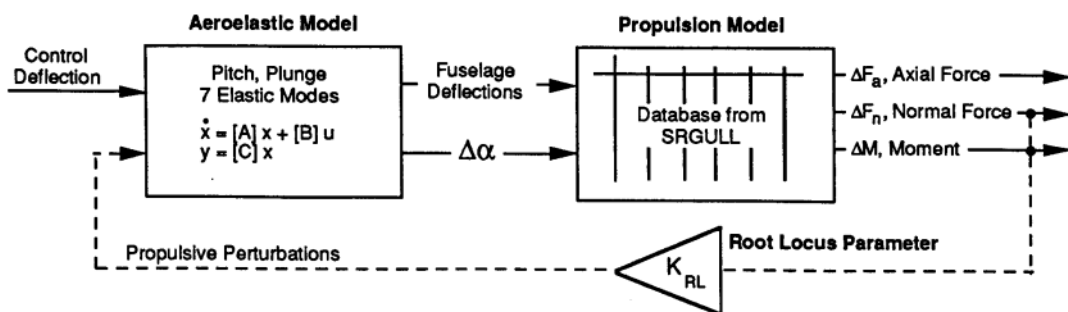 Aeroelastic Model
Propulsion Model
Control
Deflection
Pitch, Plunge
7 Elastic Modes
ẋ = [A] x + [B] u
y = [C] x
Fuselage
Deflections
Δα
Database from
SRGULL
ΔFₐ, Axial Force
ΔFₙ, Normal Force
ΔM, Moment
Propulsive Perturbations
Root Locus Parameter
K RL